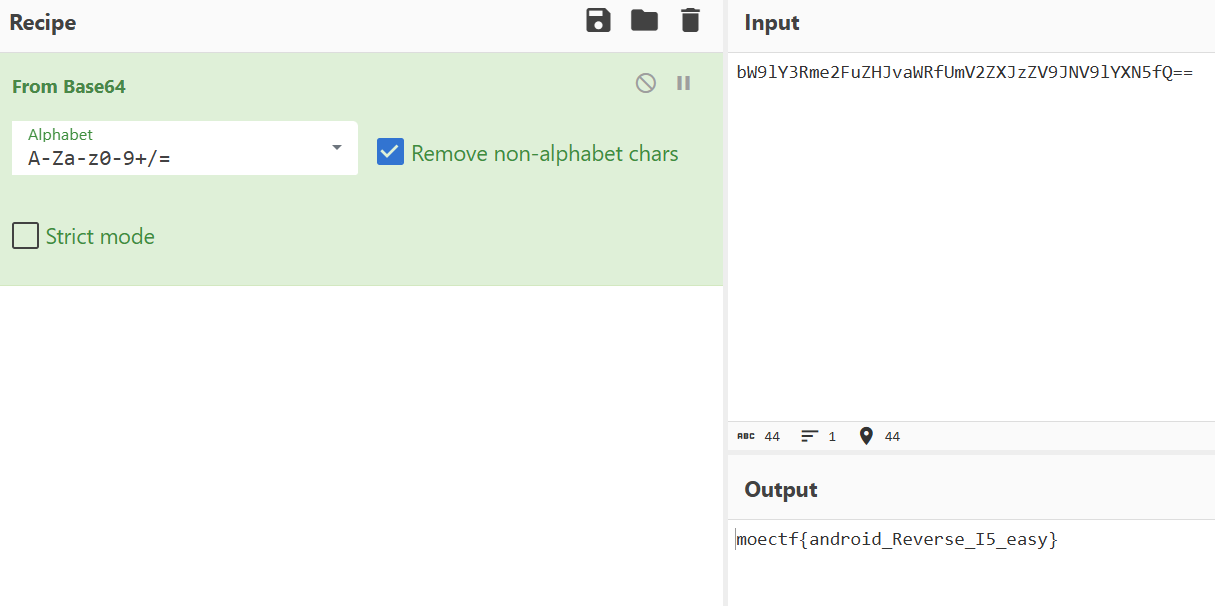 Recipe
From Base64
Alphabet
A-Za-z0-9+/=
Remove non-alphabet chars
Strict mode
Input
bW9lY3Rme2FuZHJvaWRfUmV2ZXJzZV9JNV9lYXN5fQ==
ABC 44 1 44
Output
moectf{android_Reverse_I5_easy}